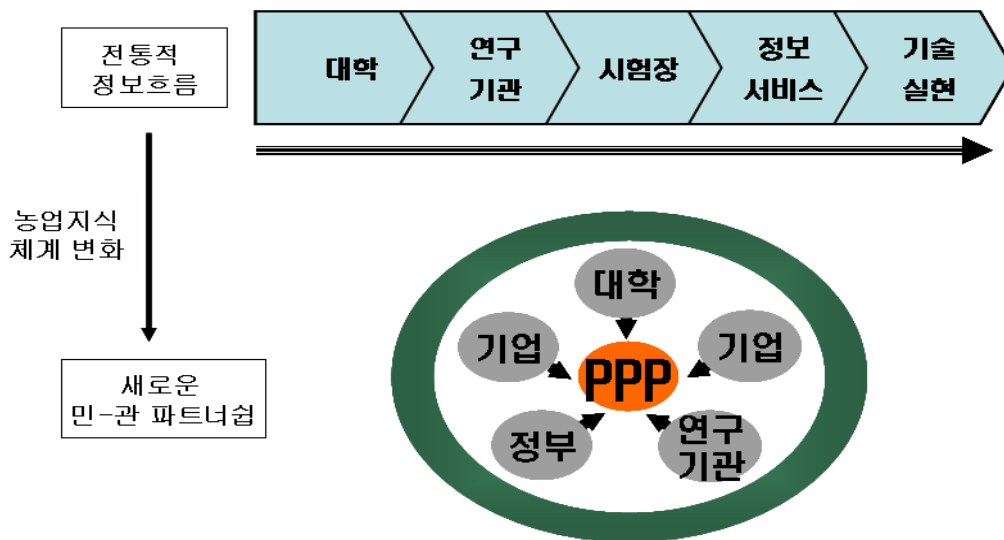 전통적
정보흐름
대학
연구
기관
시험장
정보
서비스
기술
실현
농업지식
체계 변화
새로운
민-관 파트너쉽
대학
기업
기업
PPP
정부
연구
기관